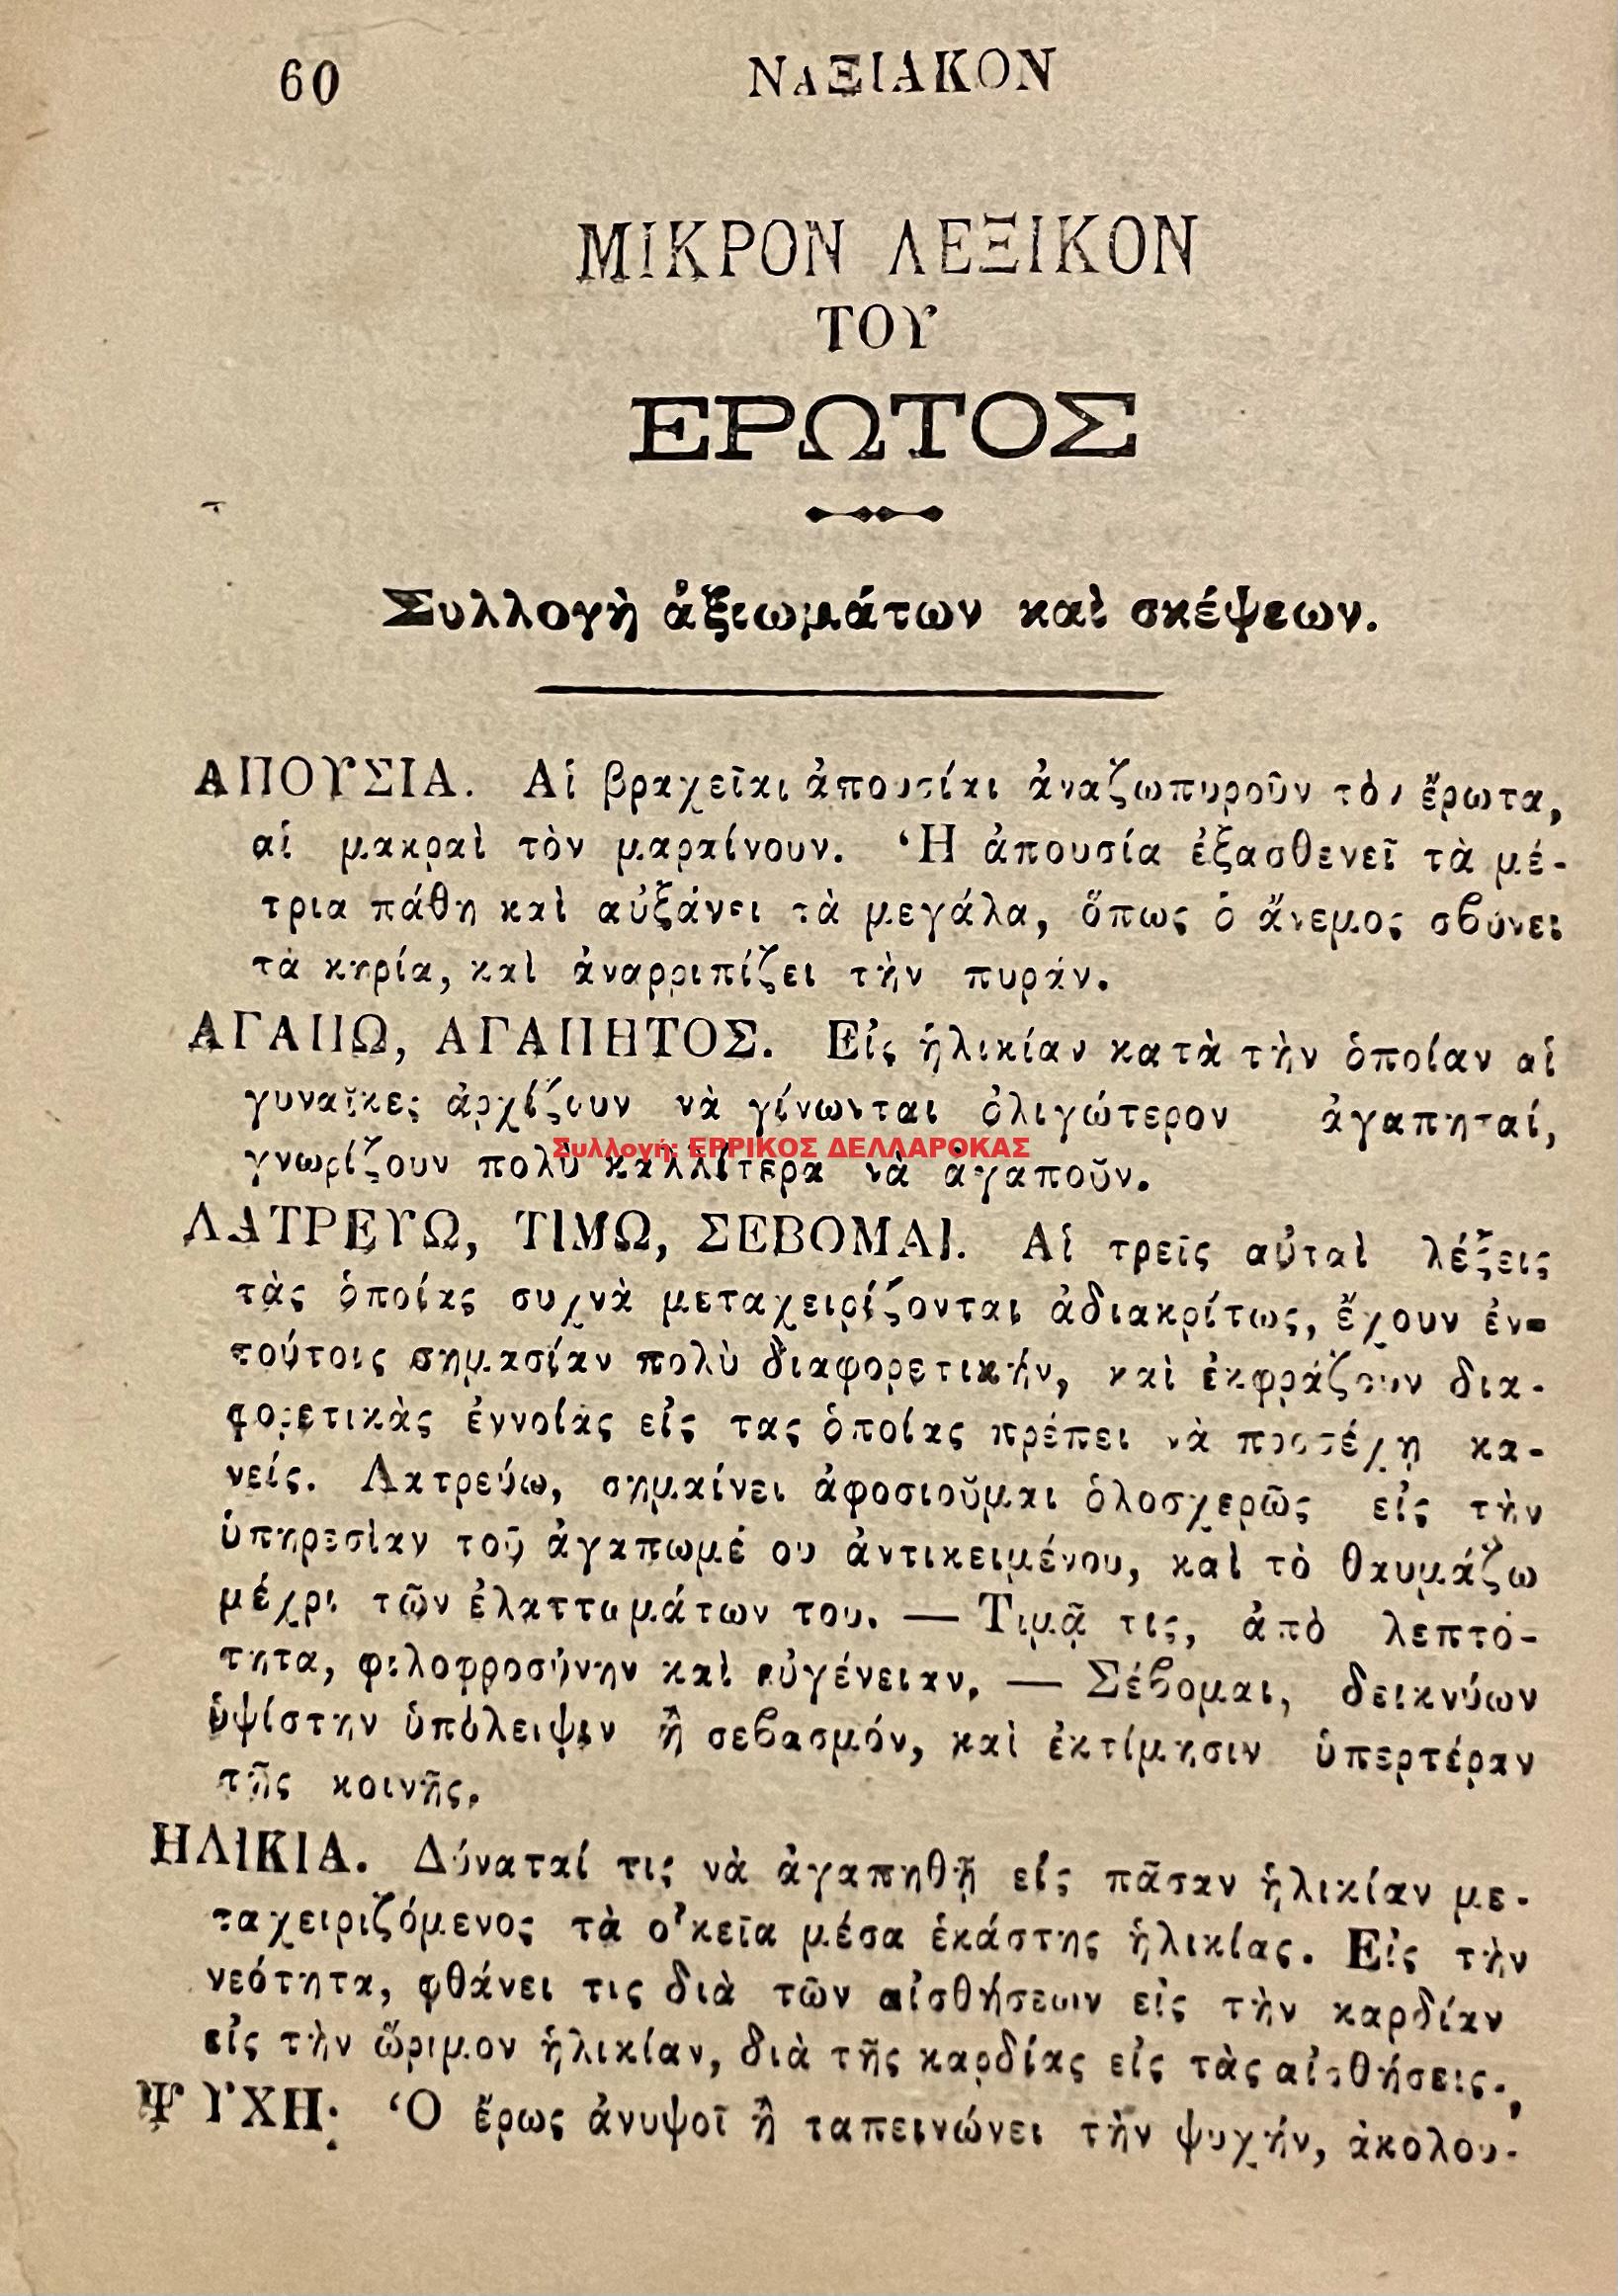 60 ΝΑΞΙΑΚΟΝ
ΜΙΚΡΟΝ ΛΕΞΙΚΟΝ
ΤΟΥ
ΕΡΩΤΟΣ
Συλλογὴ ἀξιωμάτων καὶ σκέψεων.
ΑΠΟΥΣΙΑ. Αἱ βραχεῖαι ἀπουσίαι ἀναζωπυροῦν τὸν ἔρωτα,
αἱ μακραὶ τὸν μαραίνουν. Ἡ ἀπουσία ἐξασθενεῖ τὰ μέ-
τρια πάθη καὶ αὐξάνει τὰ μεγάλα, ὅπως ὁ ἄνεμος σβύνει
τὰ κηρία, καὶ ἀναρριπίζει τὴν πυράν.
ΑΓΑΠΩ, ΑΓΑΠΗΤΟΣ. Εἰς ἡλικίαν κατὰ τὴν ὁποίαν αἱ
γυναῖκες ἀρχίζουν νὰ γίνωνται ὀλιγώτερον ἀγαπηταί,
Συλλογή: ΕΡΡΙΚΟΣ ΔΕΛΛΑΡΟΚΑΣ
γνωρίζουν πολὺ καλλίτερα νὰ ἀγαποῦν.
ΛΑΤΡΕΥΩ, ΤΙΜΩ, ΣΕΒΟΜΑΙ. Αἱ τρεῖς αὐταὶ λέξεις
τὰς ὁποίας συχνὰ μεταχειρίζονται ἀδιακρίτως, ἔχουν ἐν-
τούτοις σημασίαν πολὺ διαφορετικήν, καὶ ἐκφράζουν δια-
φορετικὰς ἐννοίας εἰς τας ὁποίας πρέπει νὰ προσέχῃ κα-
νείς. Λατρεύω, σημαίνει ἀφοσιοῦμαι ὁλοσχερῶς εἰς τὴν
ὑπηρεσίαν τοῦ ἀγαπωμέ ου ἀντικειμένου, καὶ τὸ θαυμάζω
μέχρι τῶν ἐλαττωμάτων του. — Τιμᾷ τις, ἀπὸ λεπτό-
τητα, φιλοφροσύνην καὶ εὐγένειαν. — Σέβομαι, δεικνύων
ὑψίστην ὑπόλειψιν ἢ σεβασμόν, καὶ ἐκτίμησιν ὑπερτέραν
τῆς κοινῆς.
ΗΛΙΚΙΑ. Δύναταί τις νὰ ἀγαπηθῇ εἰς πᾶσαν ἡλικίαν με-
ταχειριζόμενος τὰ οἰκεῖα μέσα ἑκάστης ἡλικίας. Εἰς τὴν
νεότητα, φθάνει τις διὰ τῶν αἰσθήσεων εἰς τὴν καρδίαν
εἰς τὴν ὥριμον ἡλικίαν, διὰ τῆς καρδίας εἰς τὰς αἰσθήσεις.
ΨΥΧΗ· Ὁ ἔρως ἀνυψοῖ ἢ ταπεινώνει τὴν ψυχήν, ἀκολου-